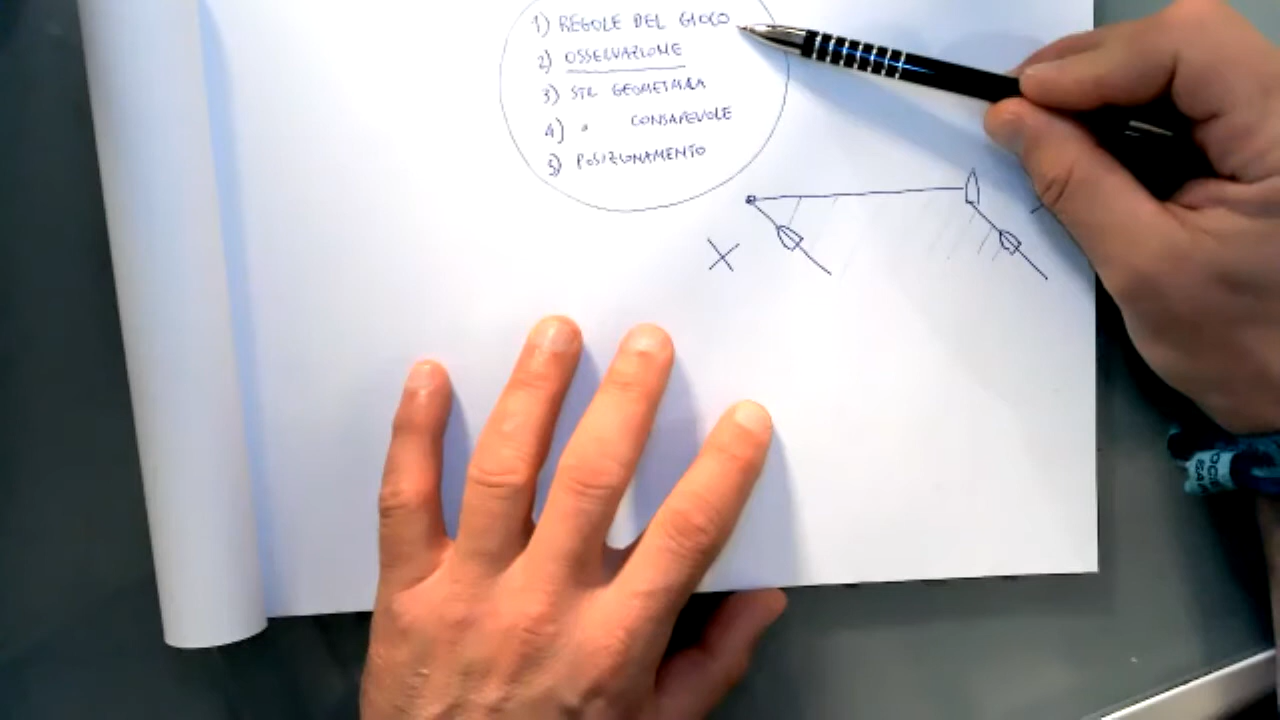 1) REGOLE DEL GIOCO
2) OSSERVAZIONE
3) STR GEOMETRICA
4) " CONSAPEVOLE
5) POSIZIONAMENTO
X